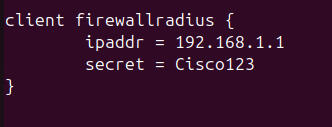 client firewallradius {
        ipaddr = 192.168.1.1
        secret = Cisco123
}